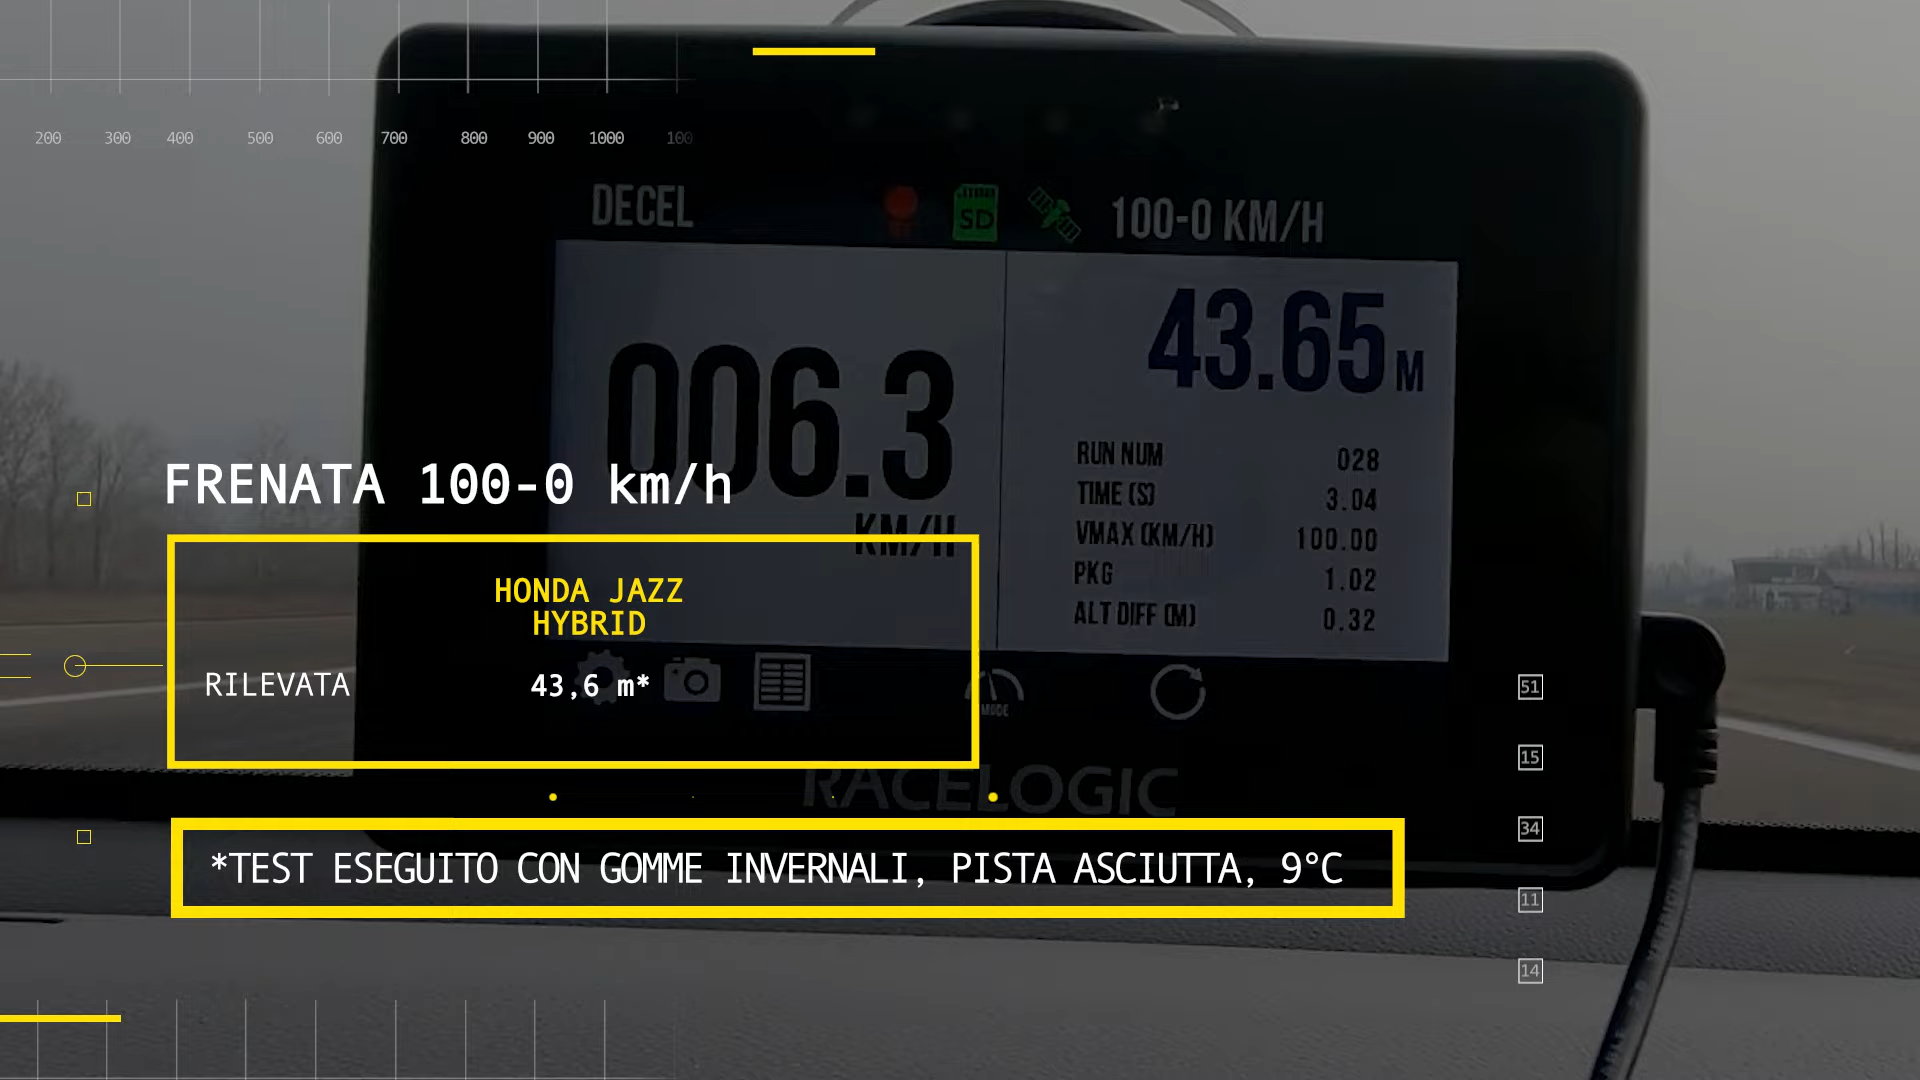 200 300 400 500 600 700 800 900 1000 100
DECEL
SD
100-0 KM/H
006.3
KM/H
43.65 M
RUN NUM 028
TIME (S) 3.04
VMAX (KM/H) 100.00
PKG 1.02
ALT DIFF (M) 0.32
FRENATA 100-0 km/h
HONDA JAZZ
HYBRID
RILEVATA 43,6 m*
MODE
RACELOGIC
*TEST ESEGUITO CON GOMME INVERNALI, PISTA ASCIUTTA, 9°C
51
15
34
11
14